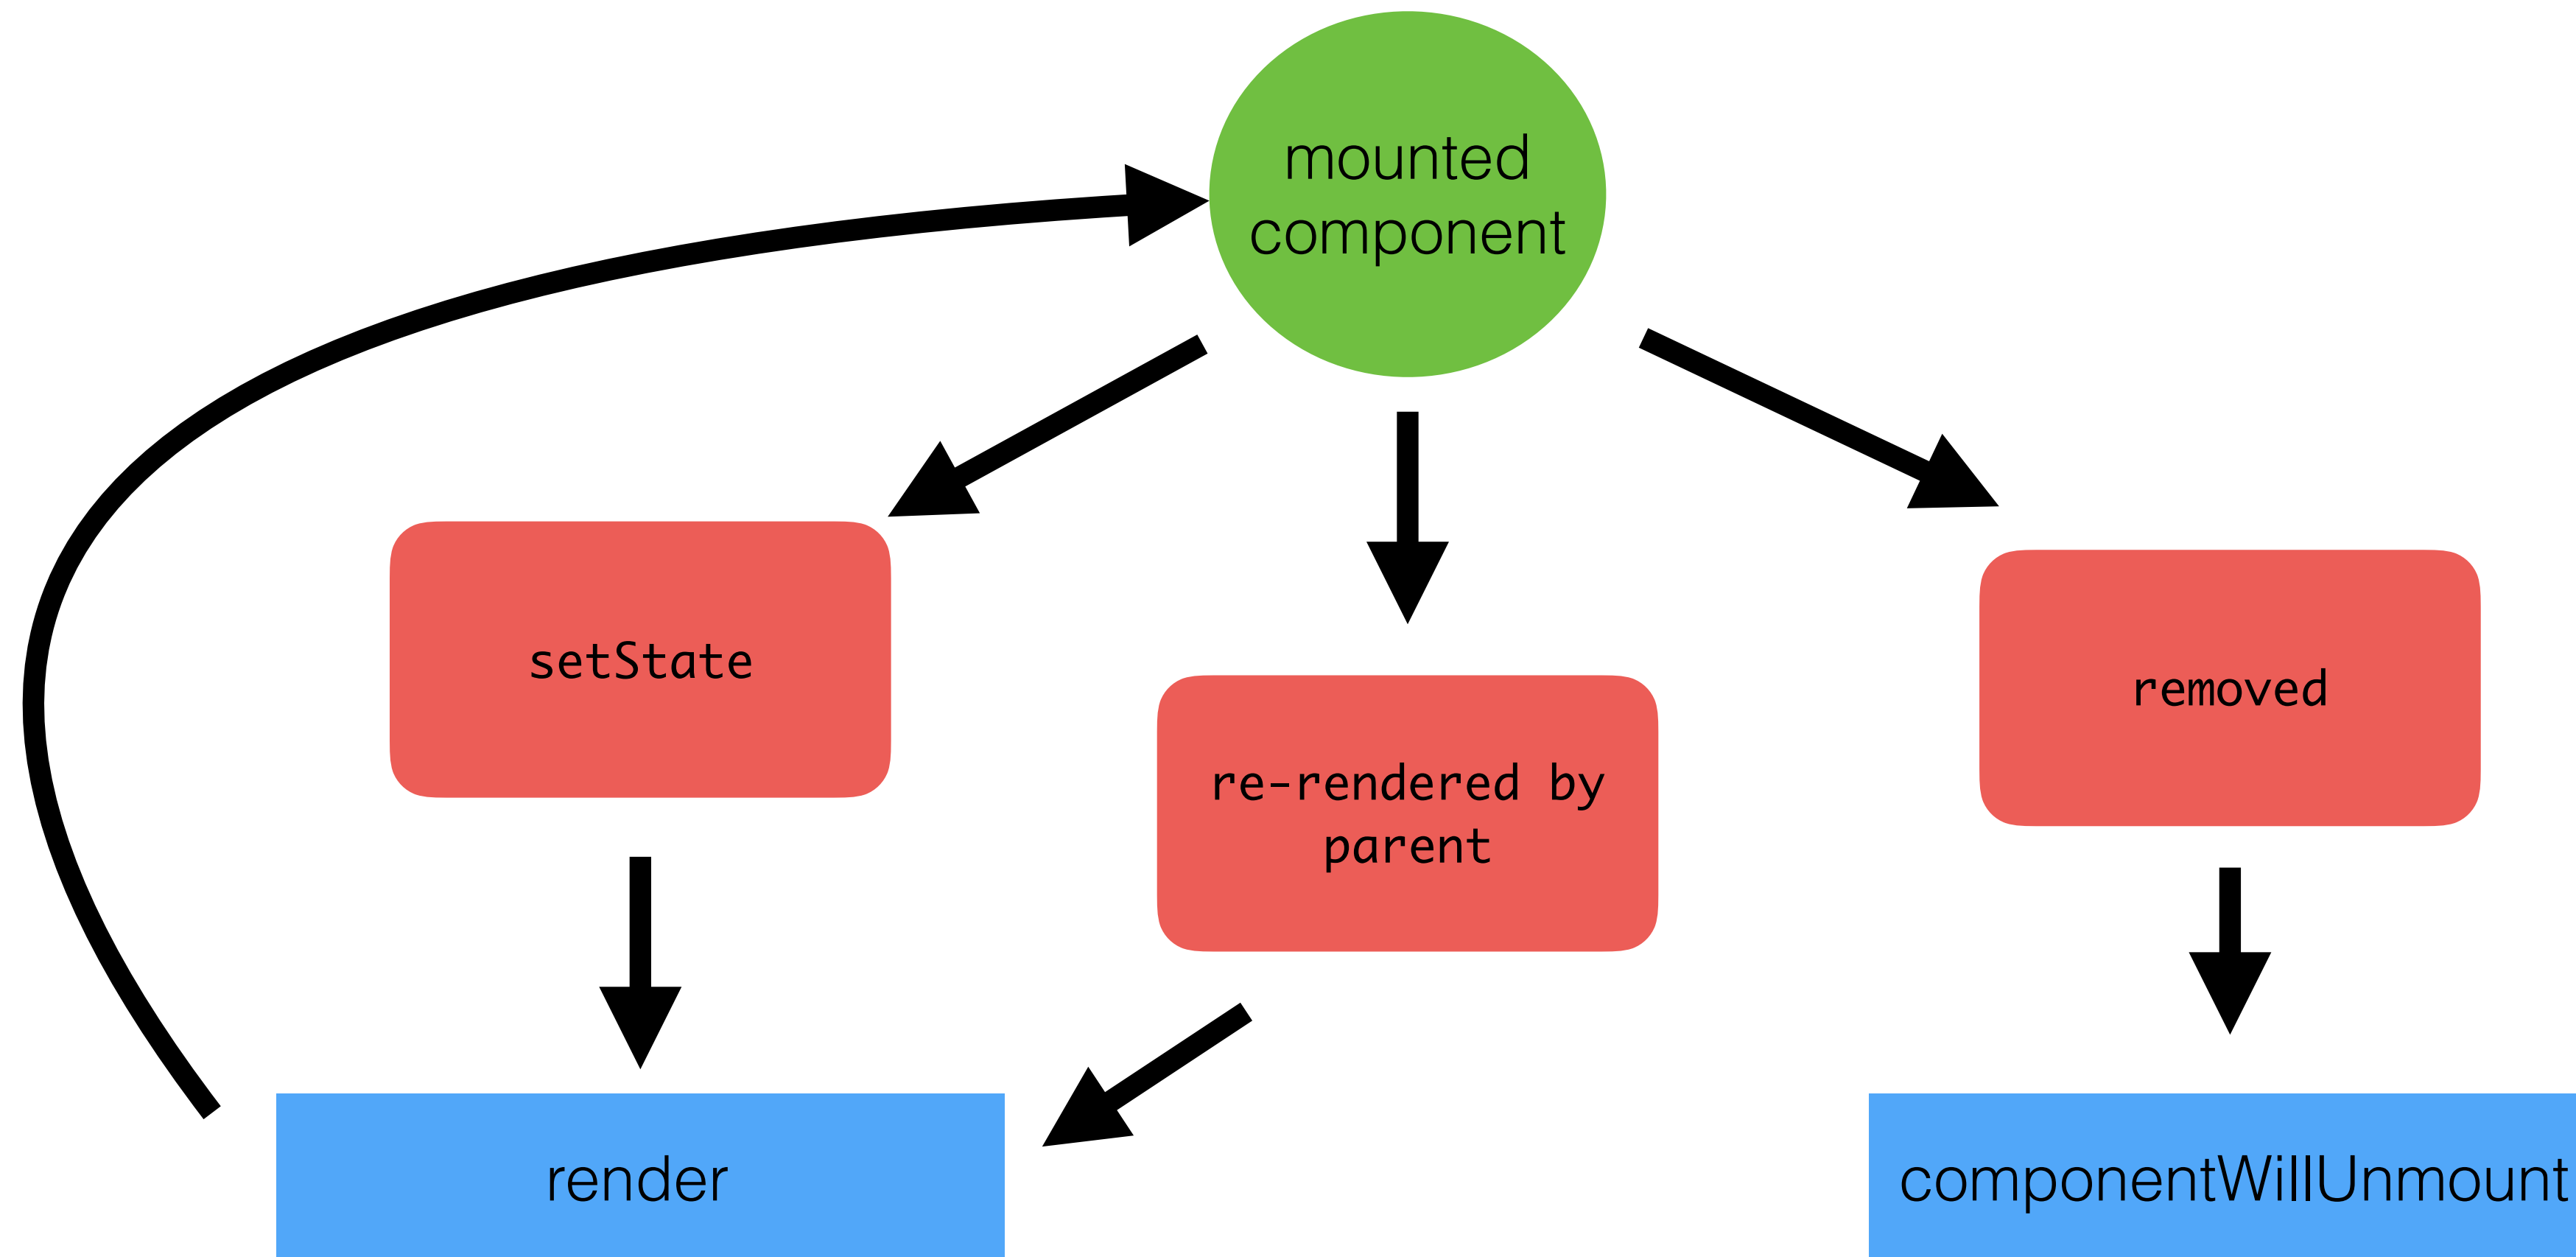 mounted
component
setState
re-rendered by
parent
removed
render
componentWillUnmount